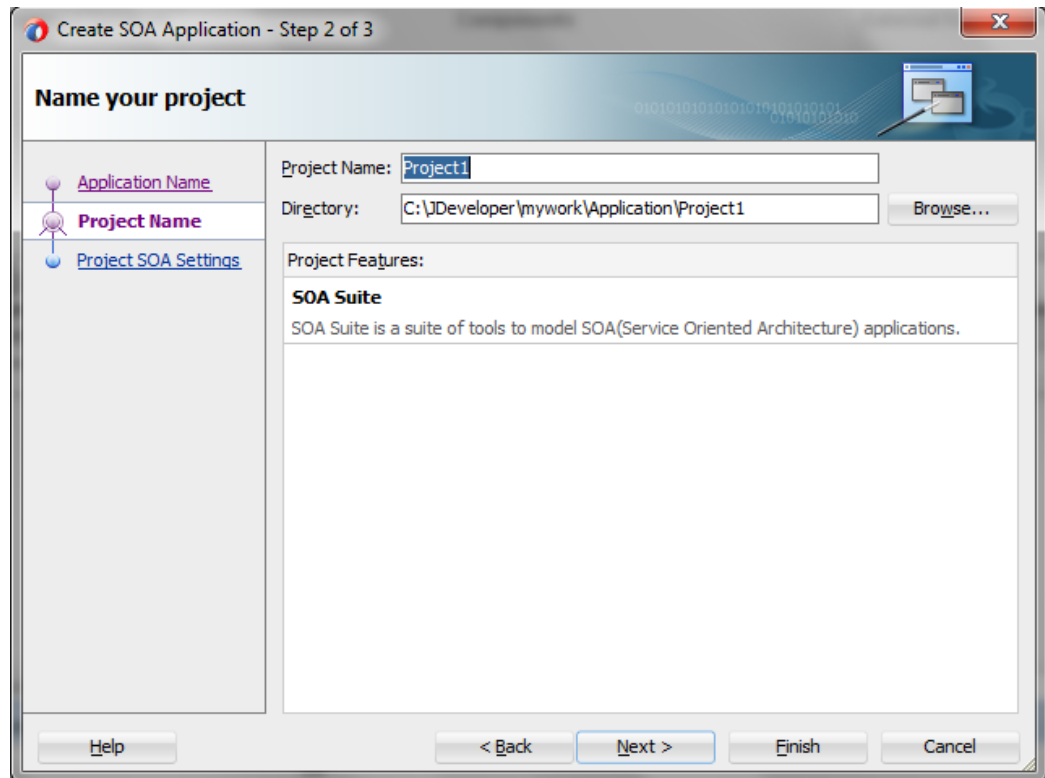 Create SOA Application - Step 2 of 3
Name your project
Application Name
Project Name
Project SOA Settings
Project Name: Project1
Directory: C:\JDeveloper\mywork\Application\Project1 Browse...
Project Features:
SOA Suite
SOA Suite is a suite of tools to model SOA(Service Oriented Architecture) applications.
Help < Back Next > Finish Cancel